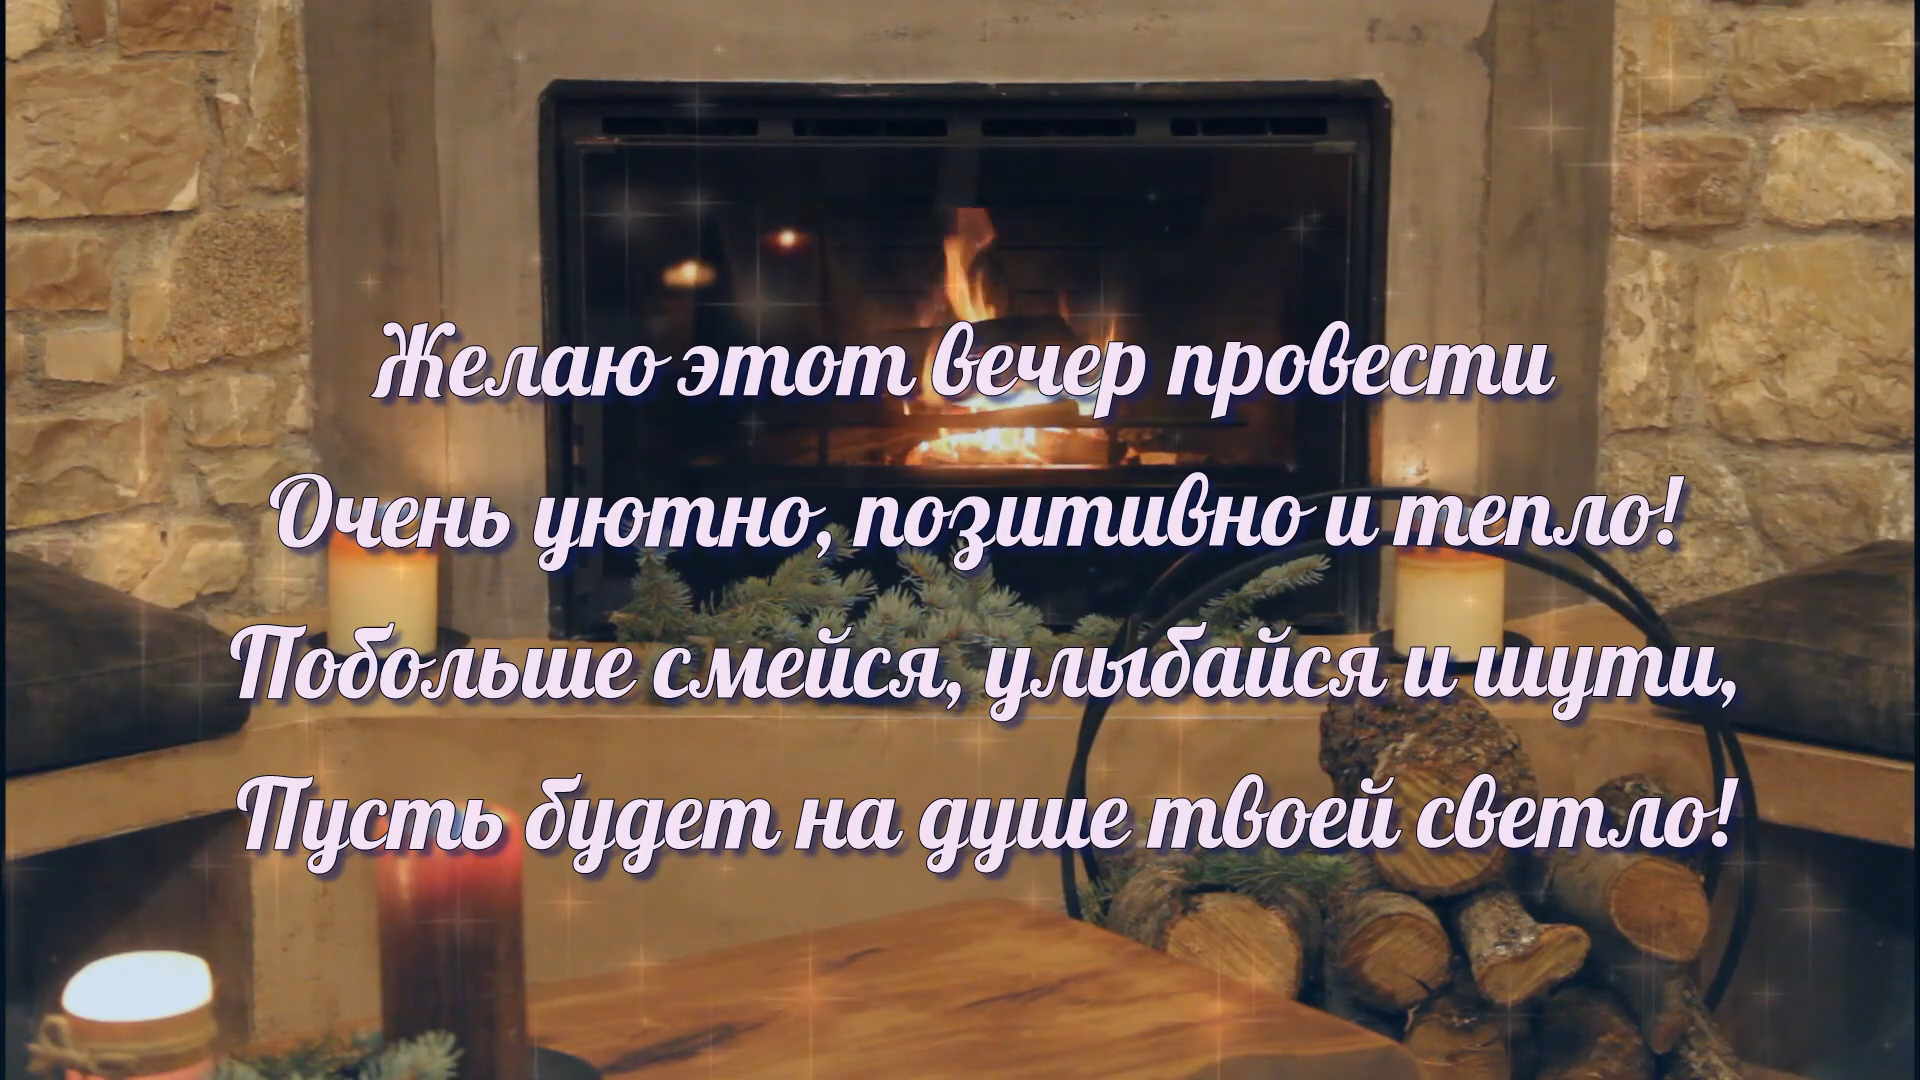 Желаю этот вечер провести
Очень уютно, позитивно и тепло!
Побольше смейся, улыбайся и шути,
Пусть будет на душе твоей светло!